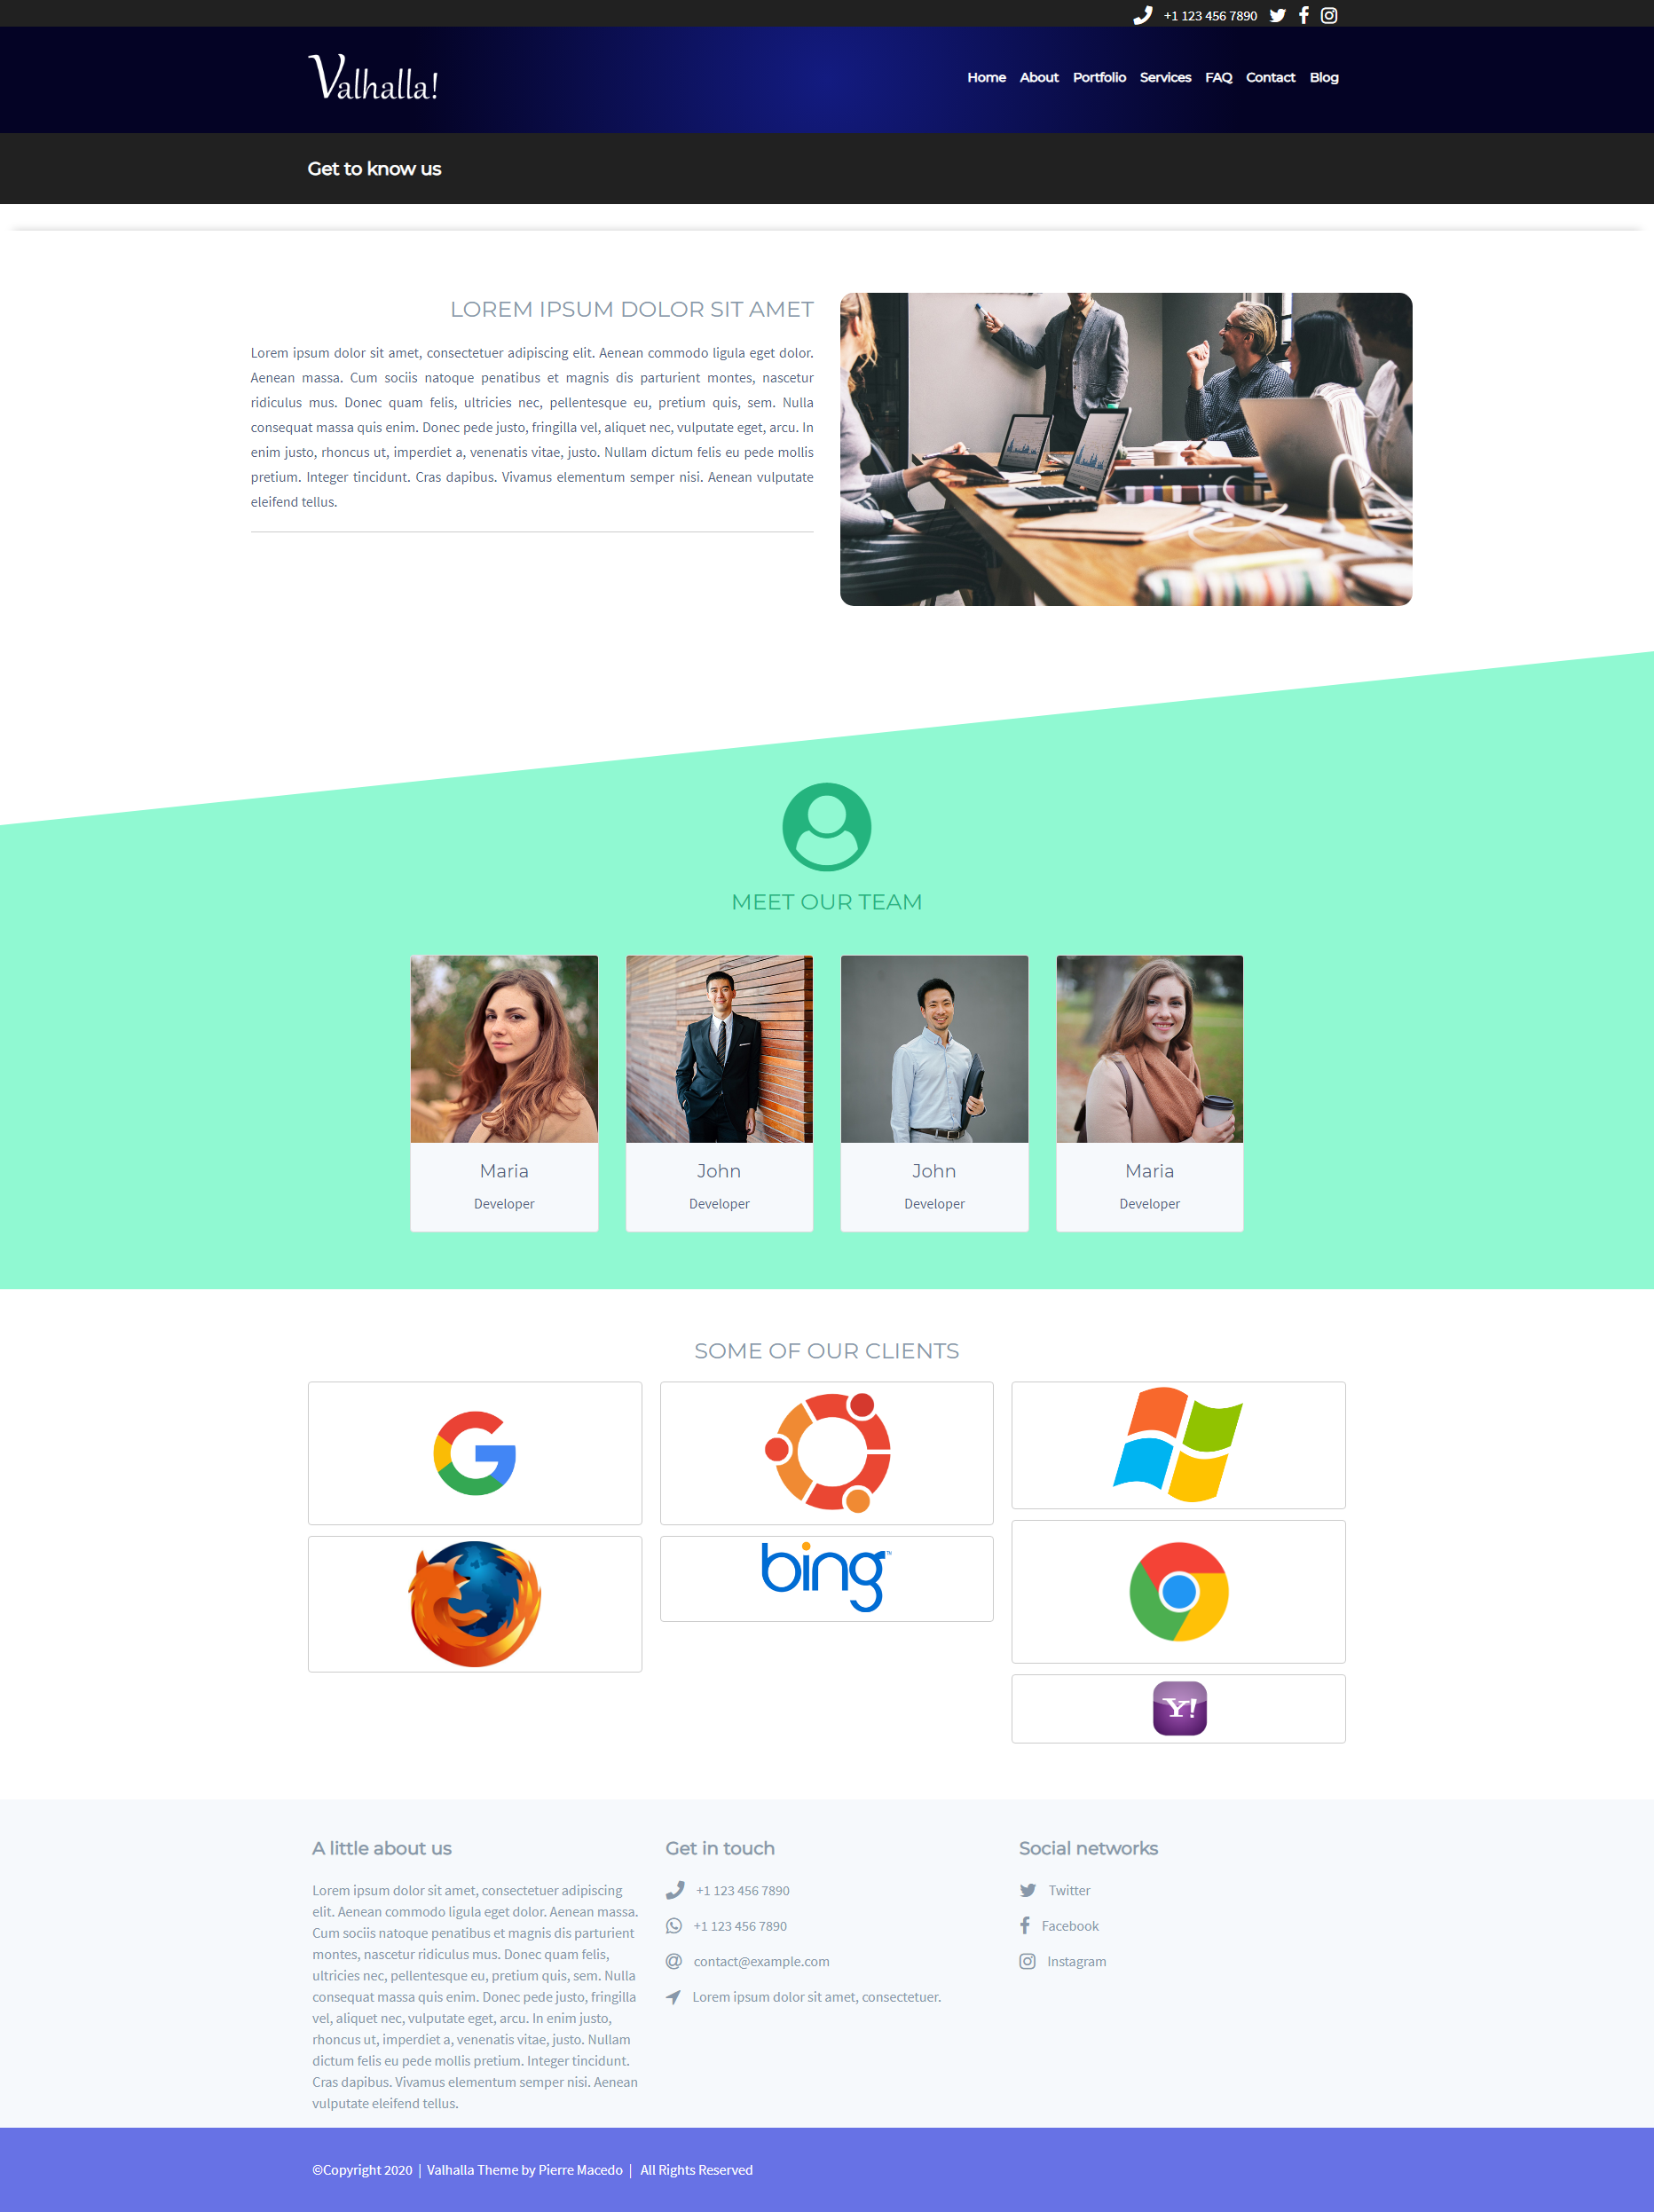 +1 123 456 7890
Valhalla!
Home About Portfolio Services FAQ Contact Blog
Get to know us
LOREM IPSUM DOLOR SIT AMET
Lorem ipsum dolor sit amet, consectetuer adipiscing elit. Aenean commodo ligula eget dolor.
Aenean massa. Cum sociis natoque penatibus et magnis dis parturient montes, nascetur
ridiculus mus. Donec quam felis, ultricies nec, pellentesque eu, pretium quis, sem. Nulla
consequat massa quis enim. Donec pede justo, fringilla vel, aliquet nec, vulputate eget, arcu. In
enim justo, rhoncus ut, imperdiet a, venenatis vitae, justo. Nullam dictum felis eu pede mollis
pretium. Integer tincidunt. Cras dapibus. Vivamus elementum semper nisi. Aenean vulputate
eleifend tellus.
MEET OUR TEAM
Maria
Developer
John
Developer
John
Developer
Maria
Developer
SOME OF OUR CLIENTS
bing™
Y!
A little about us
Lorem ipsum dolor sit amet, consectetuer adipiscing
elit. Aenean commodo ligula eget dolor. Aenean massa.
Cum sociis natoque penatibus et magnis dis parturient
montes, nascetur ridiculus mus. Donec quam felis,
ultricies nec, pellentesque eu, pretium quis, sem. Nulla
consequat massa quis enim. Donec pede justo, fringilla
vel, aliquet nec, vulputate eget, arcu. In enim justo,
rhoncus ut, imperdiet a, venenatis vitae, justo. Nullam
dictum felis eu pede mollis pretium. Integer tincidunt.
Cras dapibus. Vivamus elementum semper nisi. Aenean
vulputate eleifend tellus.
Get in touch
+1 123 456 7890
+1 123 456 7890
contact@example.com
Lorem ipsum dolor sit amet, consectetuer.
Social networks
Twitter
Facebook
Instagram
©Copyright 2020 | Valhalla Theme by Pierre Macedo | All Rights Reserved